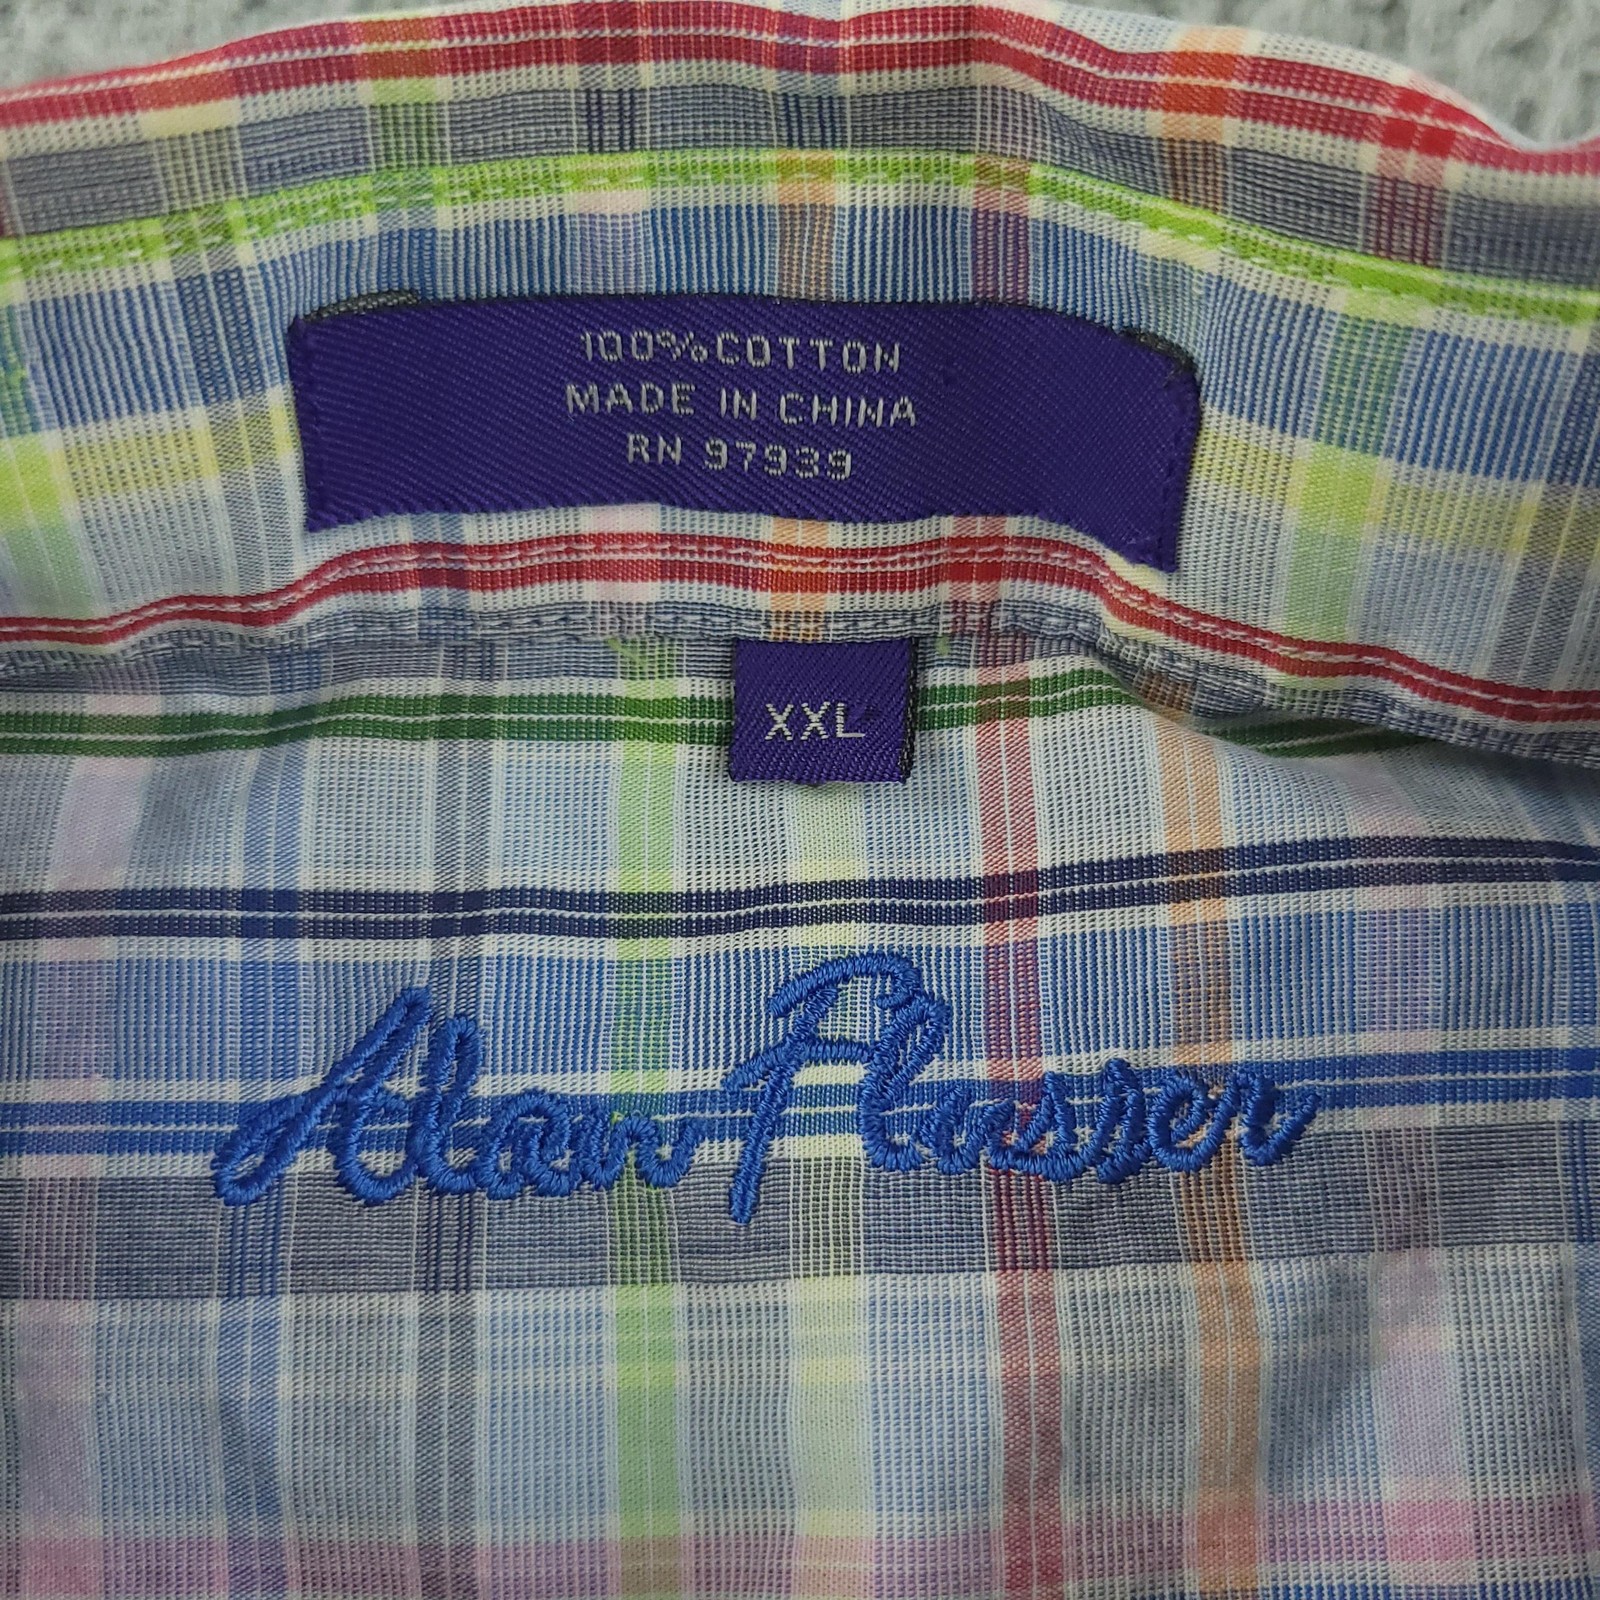 100%COTTON
MADE IN CHINA
RN 97939
XXL
Alan Flusser